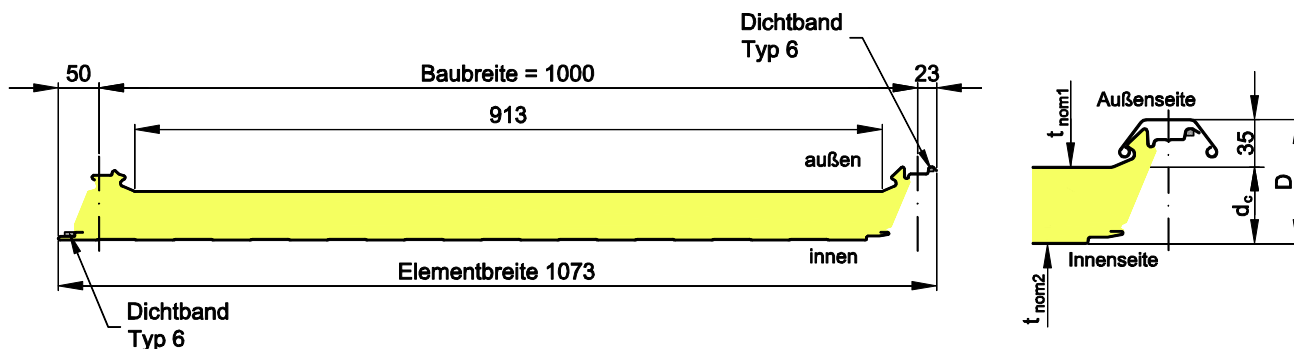 Dichtband
Typ 6
50
Baubreite = 1000
23
913
außen
innen
Elementbreite 1073
Dichtband
Typ 6
t nom1
Außenseite
35
D
dc
Innenseite
t nom2